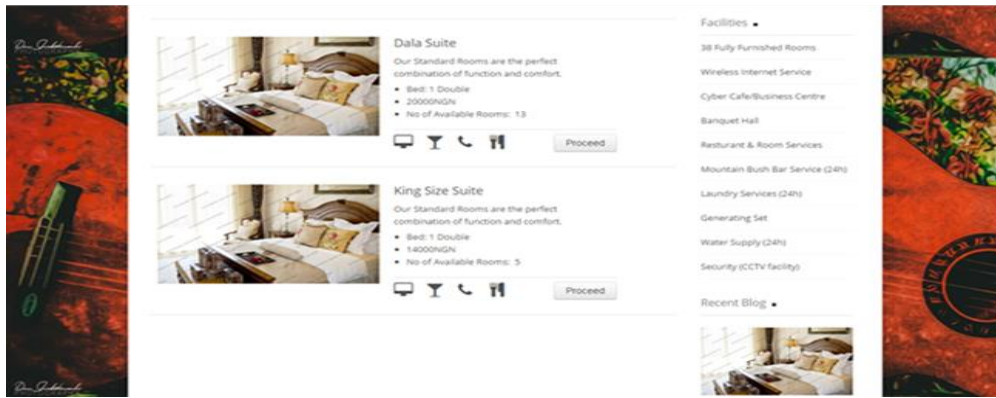 Dala Suite
Our Standard Rooms are the perfect
combination of function and comfort.
Bed: 1 Double
20000NGN
No of Available Rooms: 13
Proceed
King Size Suite
Our Standard Rooms are the perfect
combination of function and comfort.
Bed: 1 Double
14000NGN
No of Available Rooms: 5
Proceed
Facilities
38 Fully Furnished Rooms
Wireless Internet Service
Cyber Cafe/Business Centre
Banquet Hall
Resturant & Room Services
Mountain Bush Bar Service (24h)
Laundry Services (24h)
Generating Set
Water Supply (24h)
Security (CCTV facility)
Recent Blog